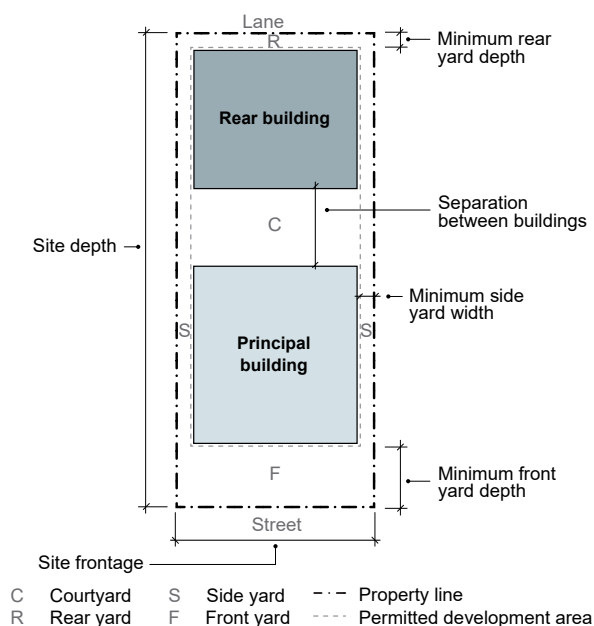 Lane
R
Minimum rear
yard depth
Rear building
Separation
between buildings
C
Site depth
Minimum side
yard width
S
S
Principal
building
F
Minimum front
yard depth
Street
Site frontage
C Courtyard S Side yard Property line
R Rear yard F Front yard Permitted development area